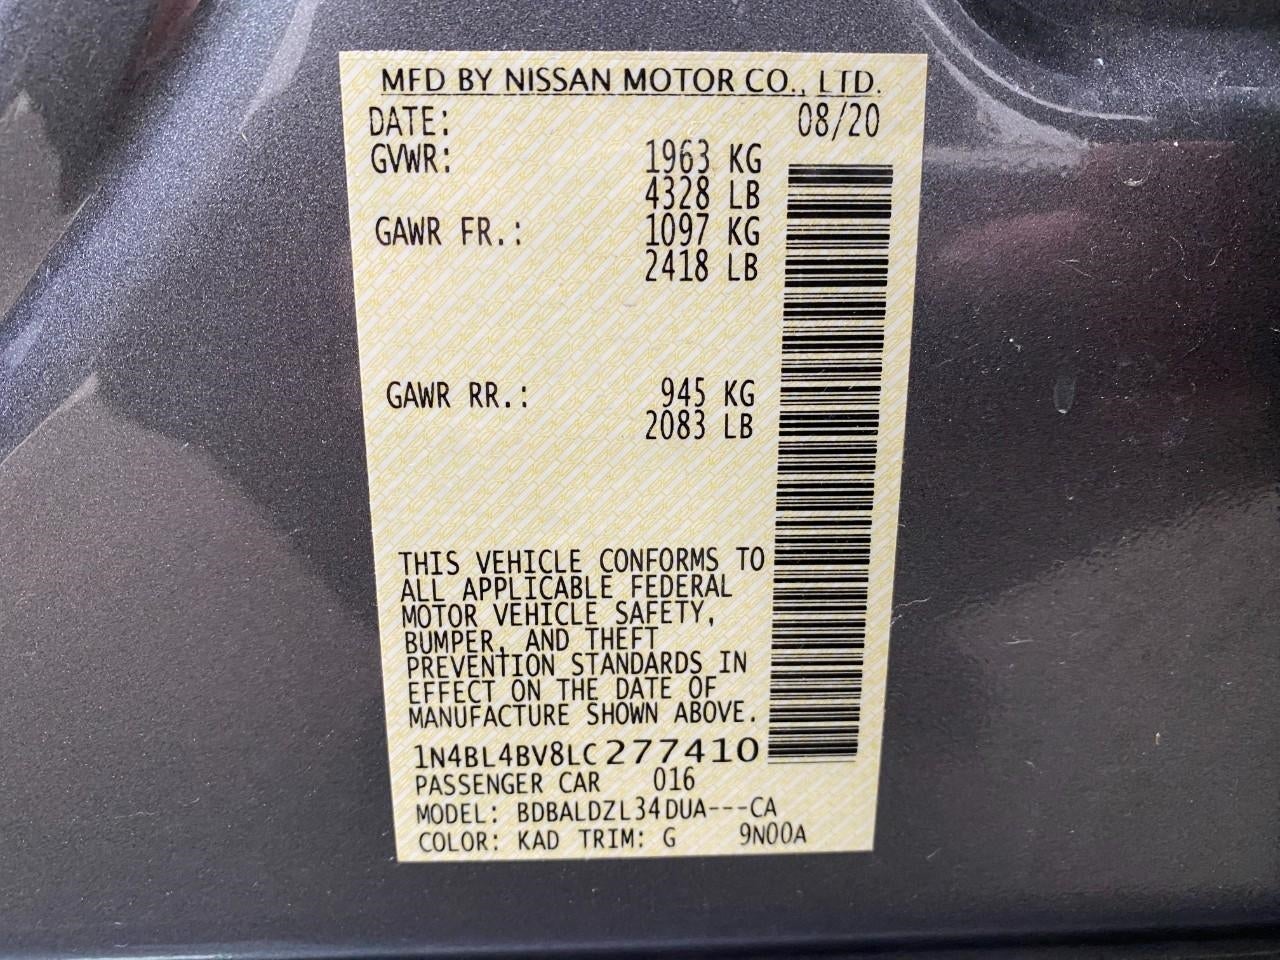 MFD BY NISSAN MOTOR CO., LTD.
DATE: 08/20
GVWR: 1963 KG
4328 LB
GAWR FR.: 1097 KG
2418 LB
GAWR RR.: 945 KG
2083 LB
THIS VEHICLE CONFORMS TO
ALL APPLICABLE FEDERAL
MOTOR VEHICLE SAFETY,
BUMPER, AND THEFT
PREVENTION STANDARDS IN
EFFECT ON THE DATE OF
MANUFACTURE SHOWN ABOVE.
1N4BL4BV8LC277410
PASSENGER CAR 016
MODEL: BDBALDZL34DUA---CA
COLOR: KAD TRIM: G 9N00A